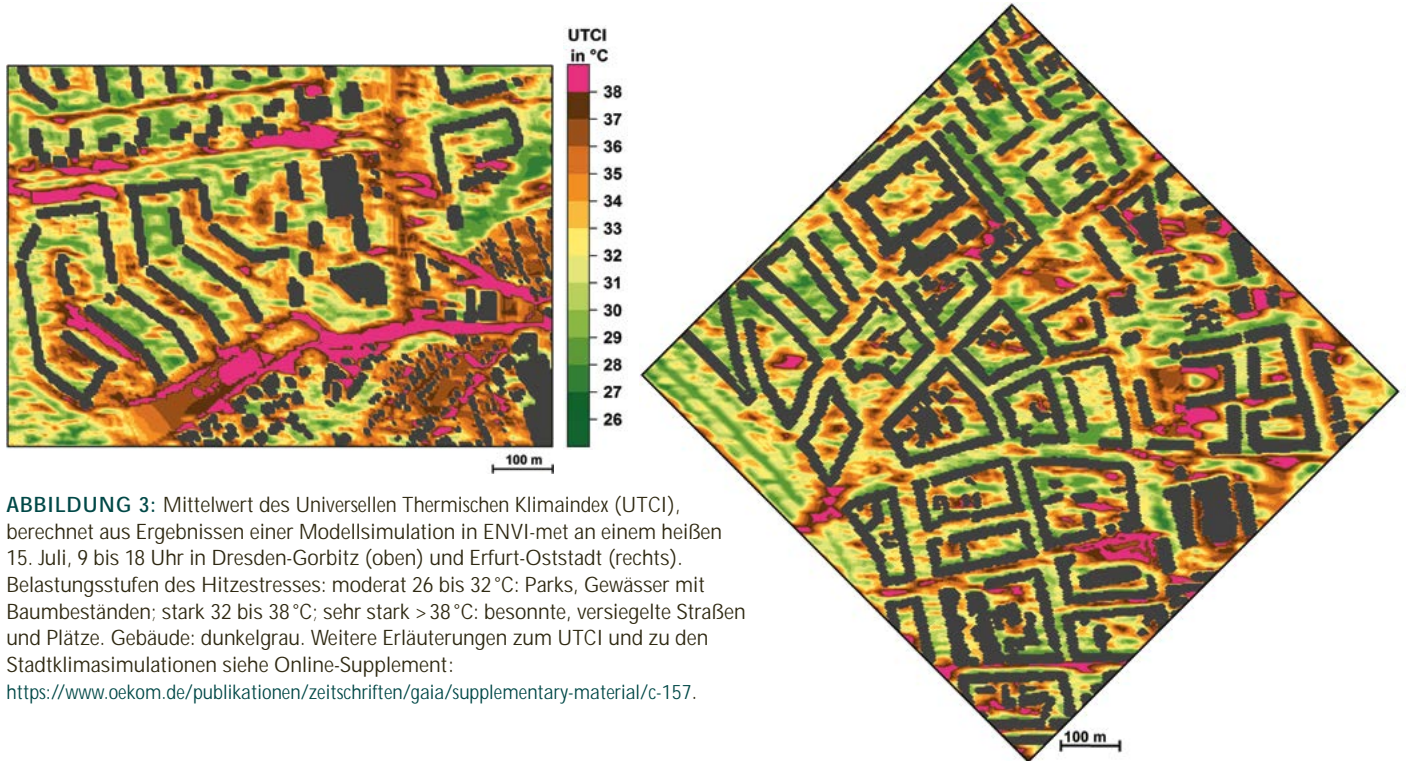 UTCI
in °C
38
37
36
35
34
33
32
31
30
29
28
27
26
100 m
100 m
ABBILDUNG 3: Mittelwert des Universellen Thermischen Klimaindex (UTCI),
berechnet aus Ergebnissen einer Modellsimulation in ENVI-met an einem heißen
15. Juli, 9 bis 18 Uhr in Dresden-Gorbitz (oben) und Erfurt-Oststadt (rechts).
Belastungsstufen des Hitzestresses: moderat 26 bis 32 °C: Parks, Gewässer mit
Baumbeständen; stark 32 bis 38 °C; sehr stark > 38 °C: besonnte, versiegelte Straßen
und Plätze. Gebäude: dunkelgrau. Weitere Erläuterungen zum UTCI und zu den
Stadtklimasimulationen siehe Online-Supplement:
https://www.oekom.de/publikationen/zeitschriften/gaia/supplementary-material/c-157.